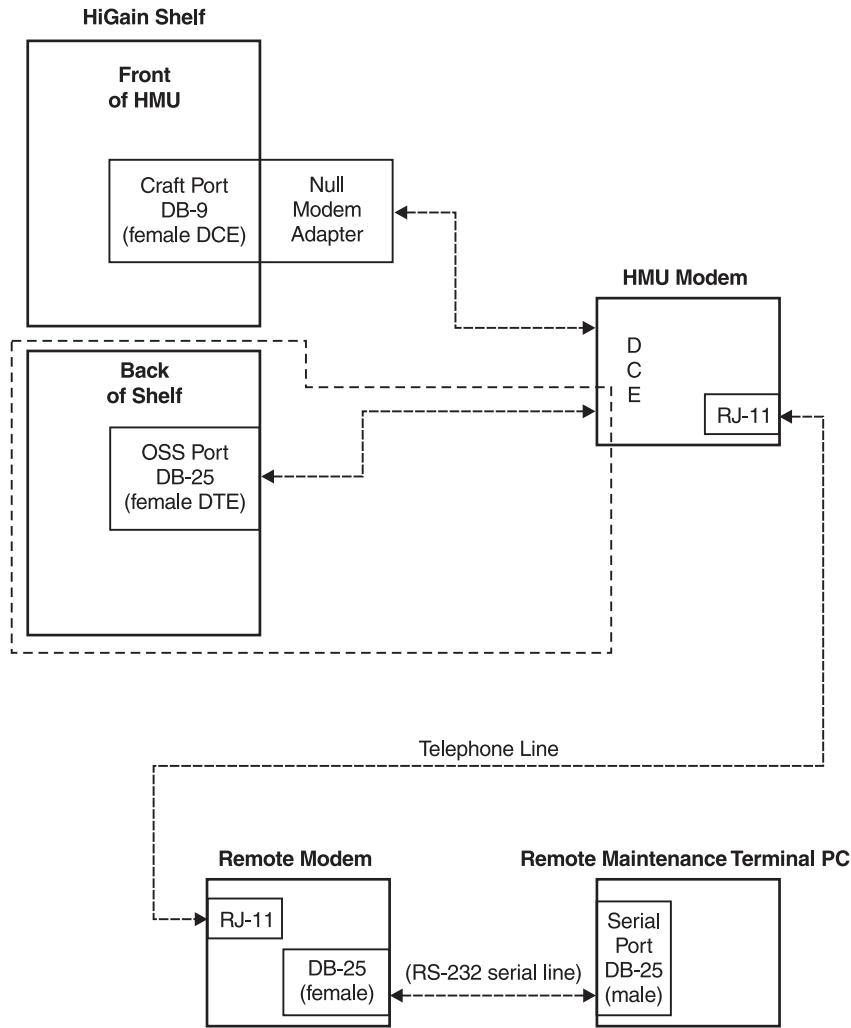 HiGain Shelf
Front
of HMU
Craft Port
DB-9
(female DCE)
Null
Modem
Adapter
HMU Modem
D
C
E
RJ-11
Back
of Shelf
OSS Port
DB-25
(female DTE)
Telephone Line
Remote Modem
RJ-11
DB-25
(female)
(RS-232 serial line)
Remote Maintenance Terminal PC
Serial
Port
DB-25
(male)